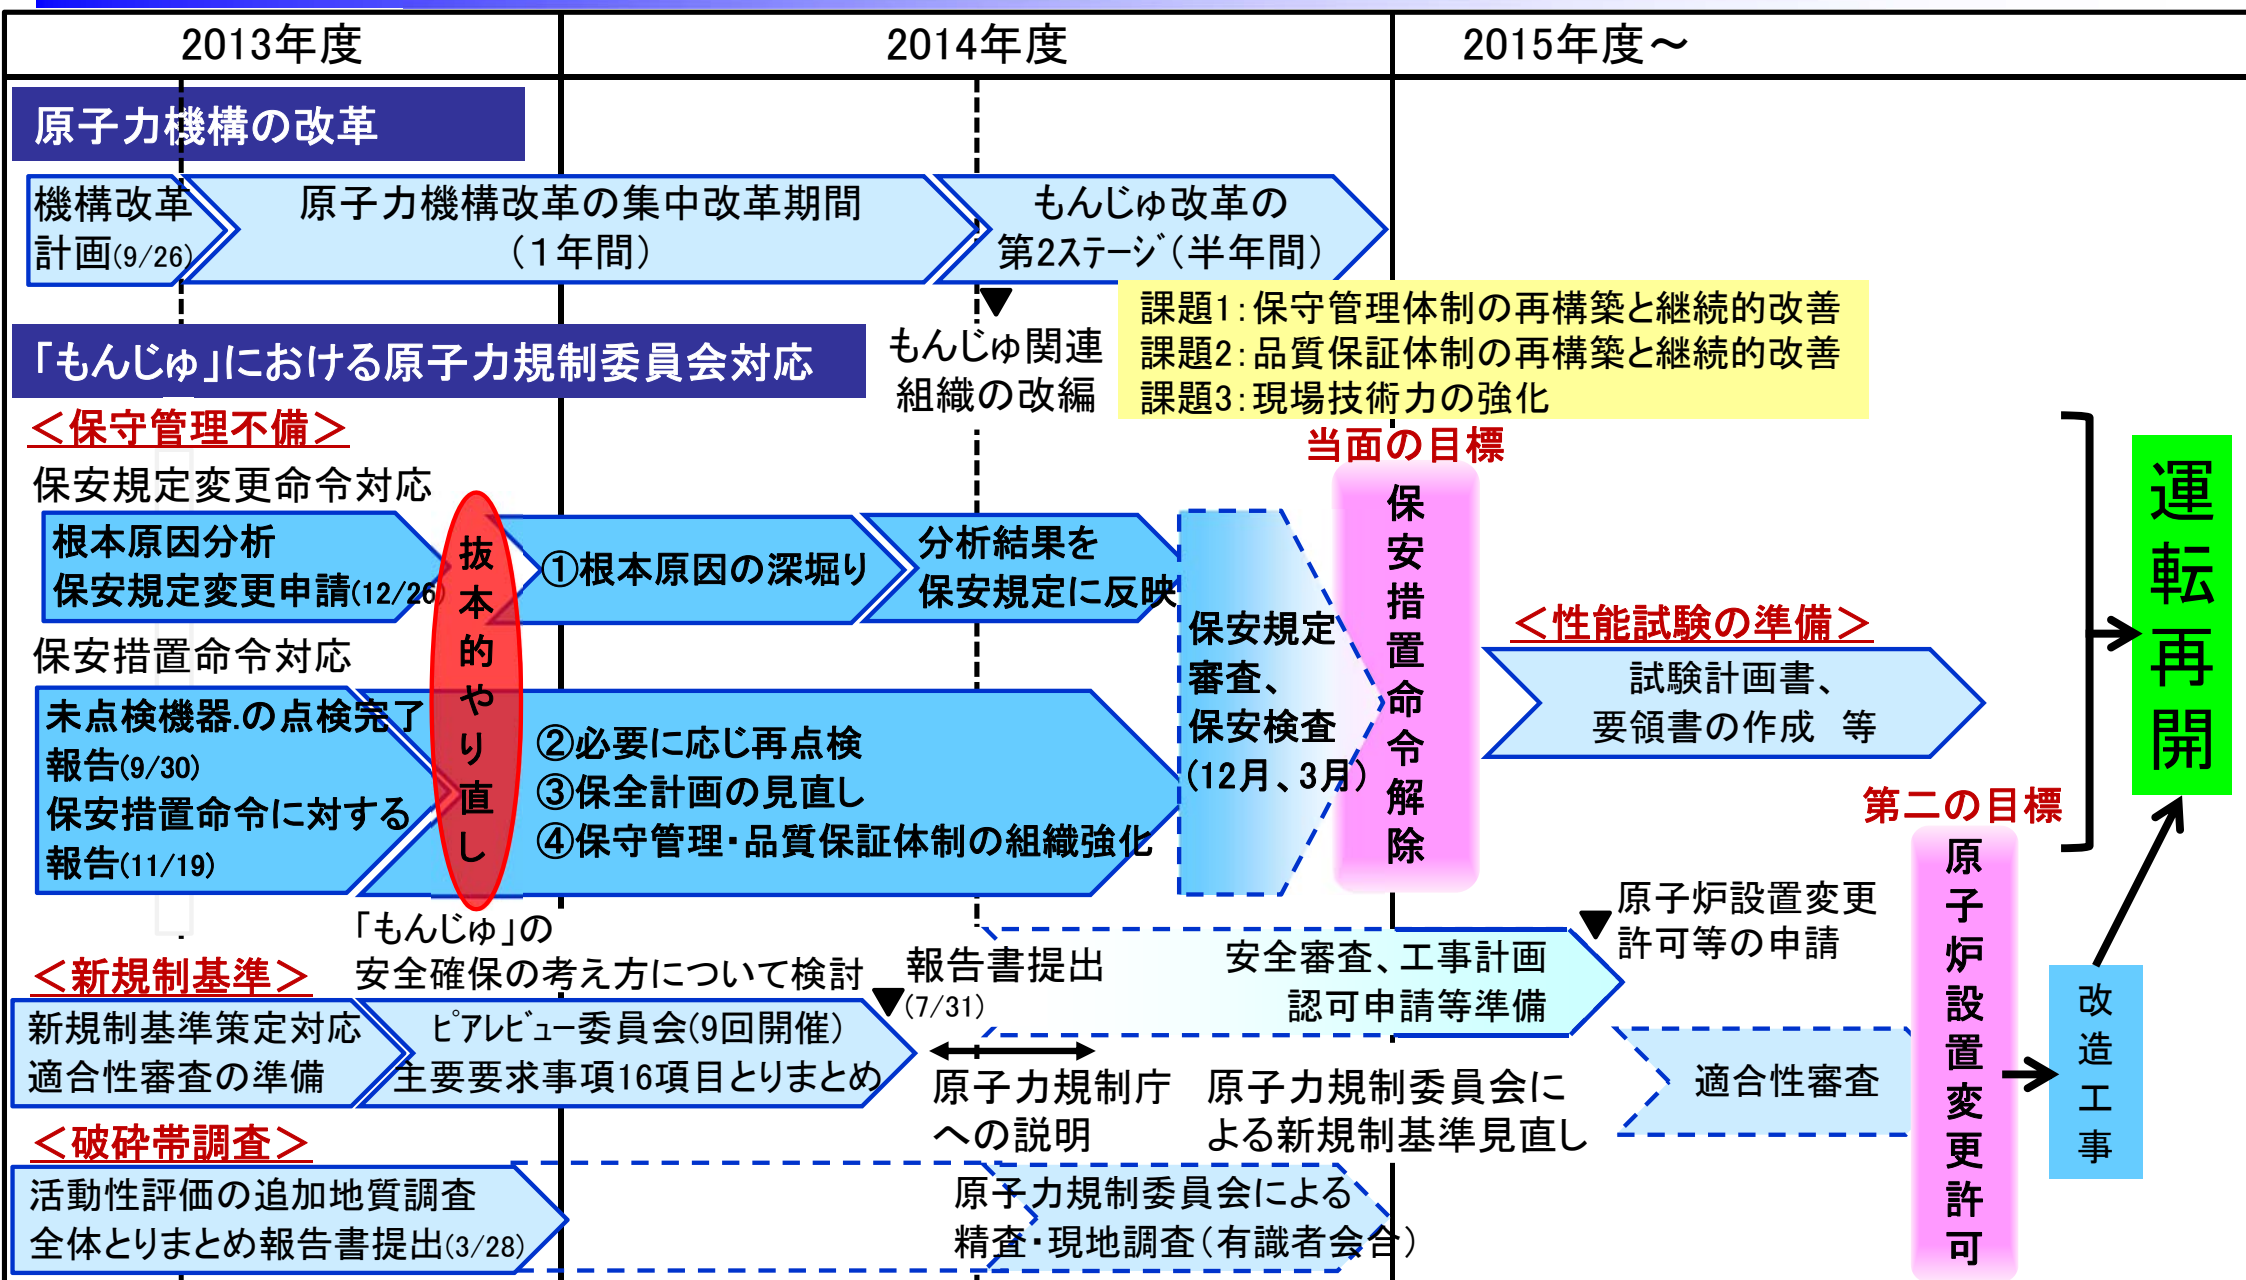 2013年度
2014年度
2015年度～
原子力機構の改革
機構改革
計画(9/26)
原子力機構改革の集中改革期間
(１年間)
もんじゅ改革の
第2ｽﾃｰｼﾞ(半年間)
もんじゅ関連
組織の改編
課題1:保守管理体制の再構築と継続的改善
課題2:品質保証体制の再構築と継続的改善
課題3:現場技術力の強化
「もんじゅ」における原子力規制委員会対応
＜保守管理不備＞
保安規定変更命令対応
根本原因分析
保安規定変更申請(12/26)
抜本的やり直し
①根本原因の深堀り
分析結果を
保安規定に反映
保安措置命令対応
未点検機器.の点検完了
報告(9/30)
保安措置命令に対する
報告(11/19)
②必要に応じ再点検
③保全計画の見直し
④保守管理・品質保証体制の組織強化
保安規定
審査、
保安検査
(12月、3月)
当面の目標
保安措置命令解除
＜性能試験の準備＞
試験計画書、
要領書の作成 等
運転再開
第二の目標
原子炉設置変更許可
改造工事
＜新規制基準＞
新規制基準策定対応
適合性審査の準備
「もんじゅ」の
安全確保の考え方について検討
ﾋﾟｱﾚﾋﾞｭｰ委員会(9回開催)
主要要求事項16項目とりまとめ
報告書提出
(7/31)
安全審査、工事計画
認可申請等準備
原子炉設置変更
許可等の申請
原子力規制庁
への説明
原子力規制委員会に
よる新規制基準見直し
適合性審査
＜破砕帯調査＞
活動性評価の追加地質調査
全体とりまとめ報告書提出(3/28)
原子力規制委員会による
精査・現地調査(有識者会合)